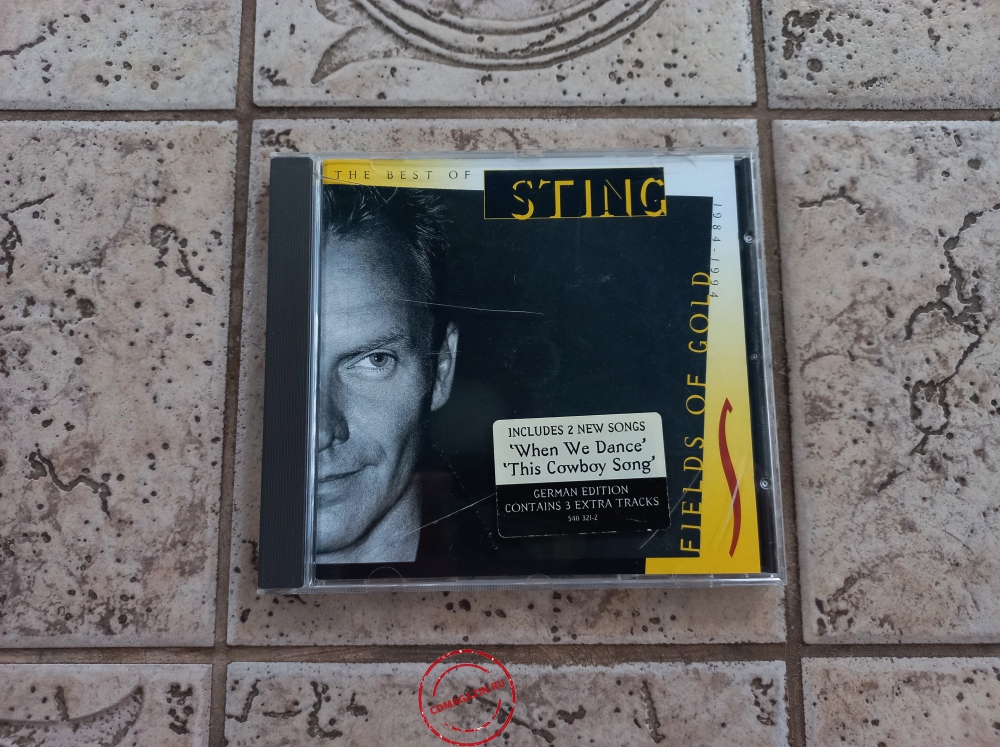 THE BEST OF STING
1984-1994
FIELDS OF GOLD
INCLUDES 2 NEW SONGS
'When We Dance'
'This Cowboy Song'
GERMAN EDITION
CONTAINS 3 EXTRA TRACKS
540 321-2